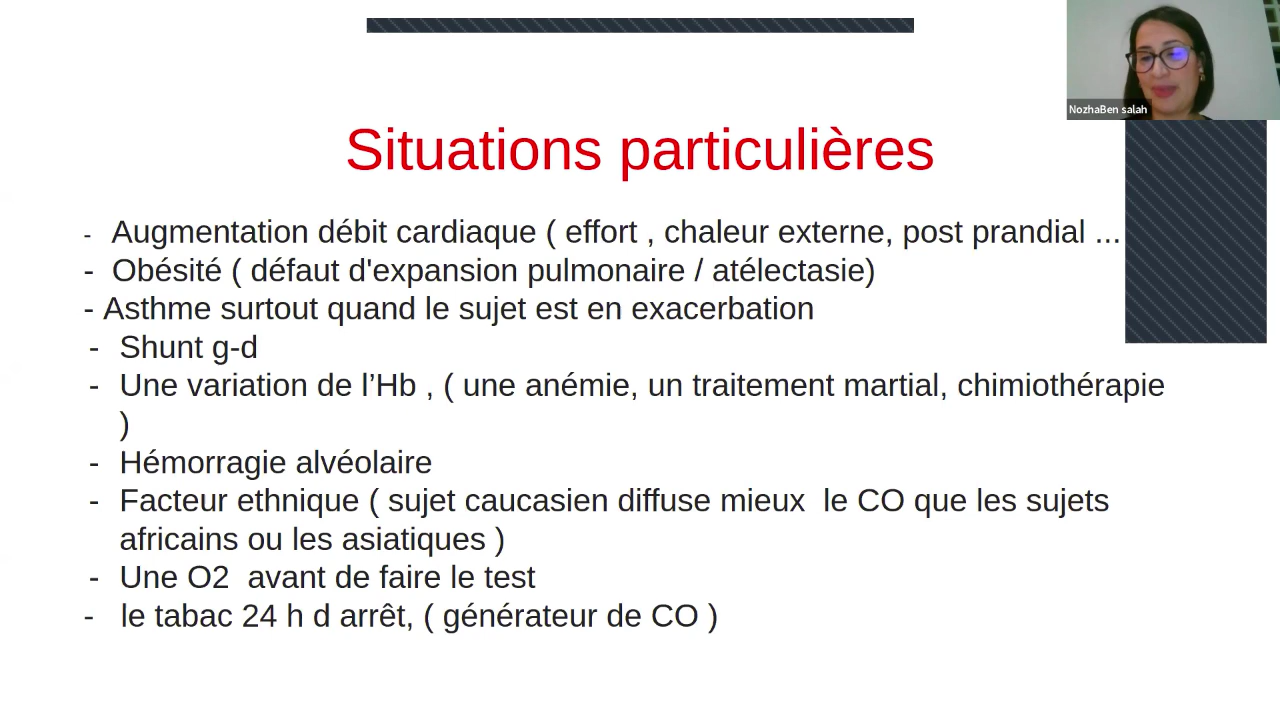 NozhaBen salah
Situations particulières
- Augmentation débit cardiaque ( effort , chaleur externe, post prandial ...
- Obésité ( défaut d'expansion pulmonaire / atélectasie)
- Asthme surtout quand le sujet est en exacerbation
- Shunt g-d
- Une variation de l’Hb , ( une anémie, un traitement martial, chimiothérapie
)
- Hémorragie alvéolaire
- Facteur ethnique ( sujet caucasien diffuse mieux le CO que les sujets
africains ou les asiatiques )
- Une O2 avant de faire le test
- le tabac 24 h d arrêt, ( générateur de CO )